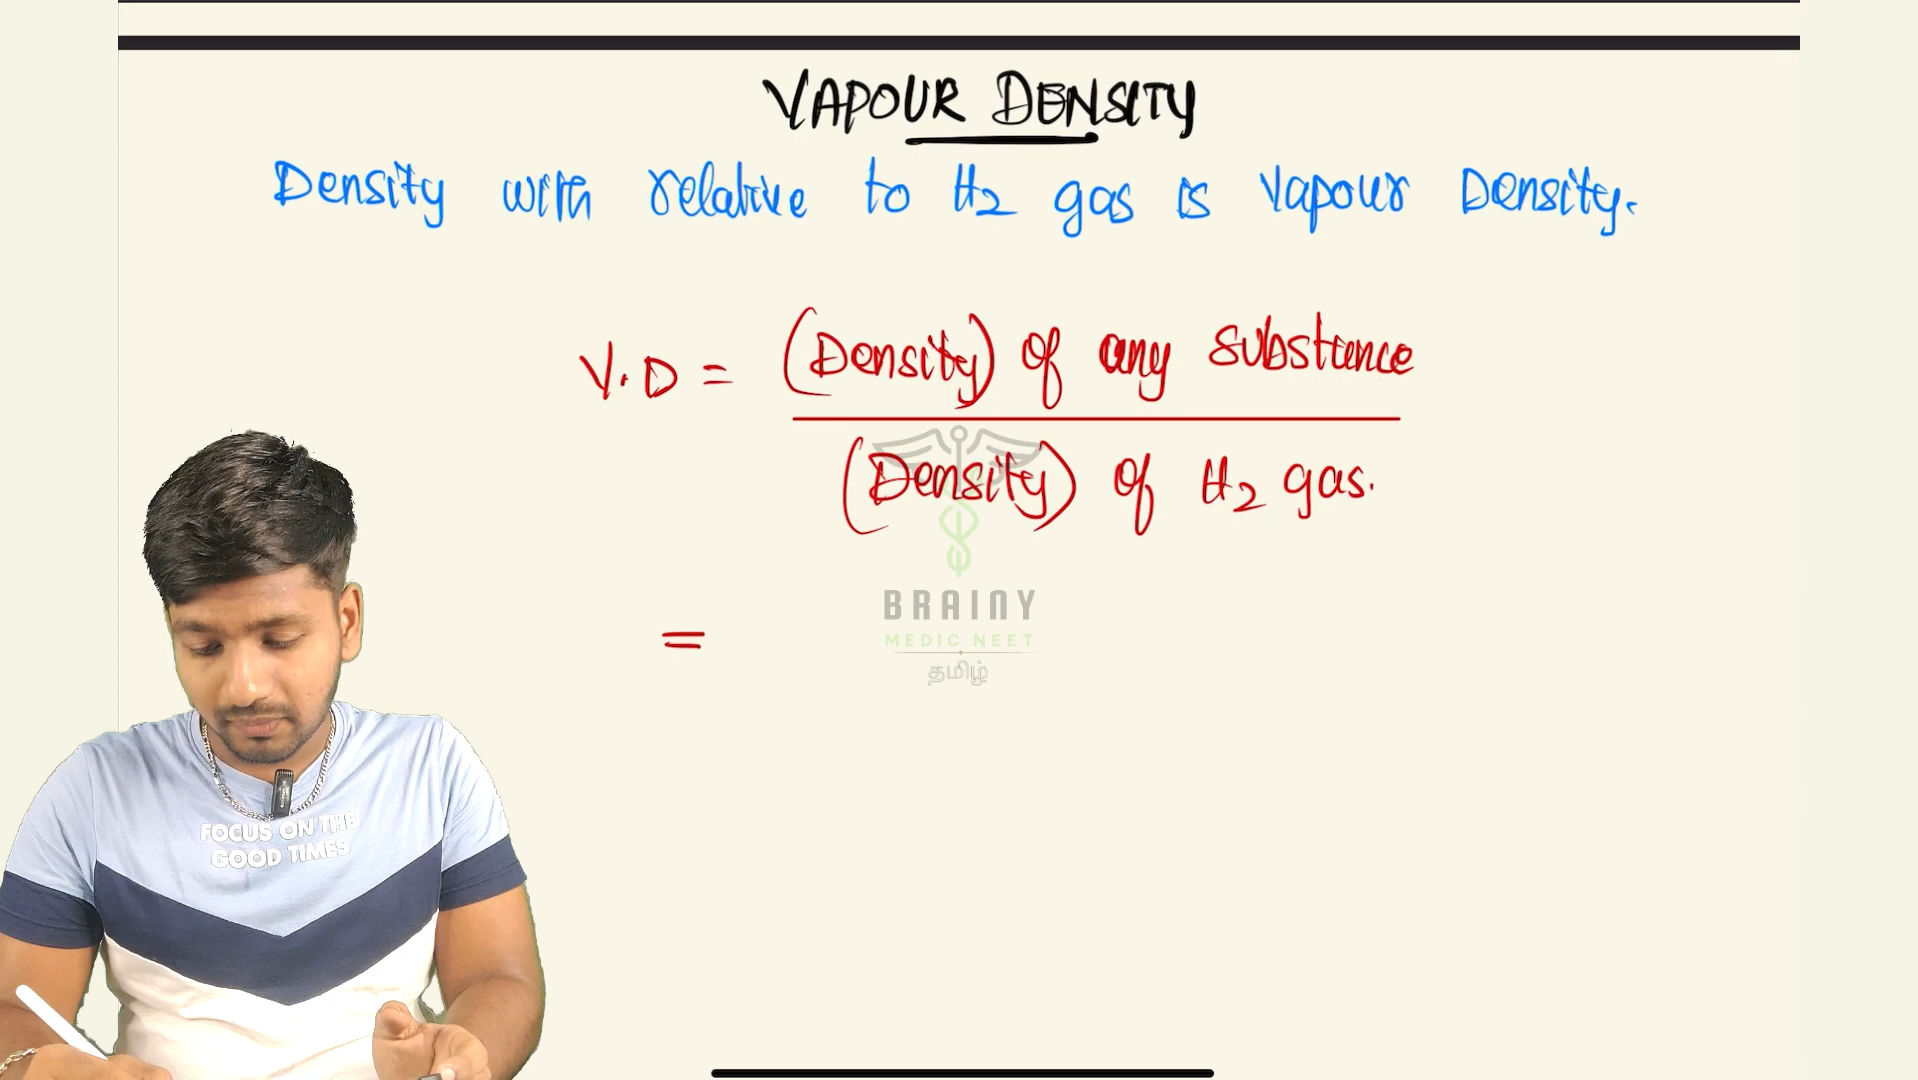 VAPOUR DENSITY
Density with relative to H₂ gas is Vapour Density.
V.D = (Density) of any substance
(Density) of H₂ gas.
=
BRAINY
MEDIC NEET
தமிழ்
FOCUS ON THE
GOOD TIMES